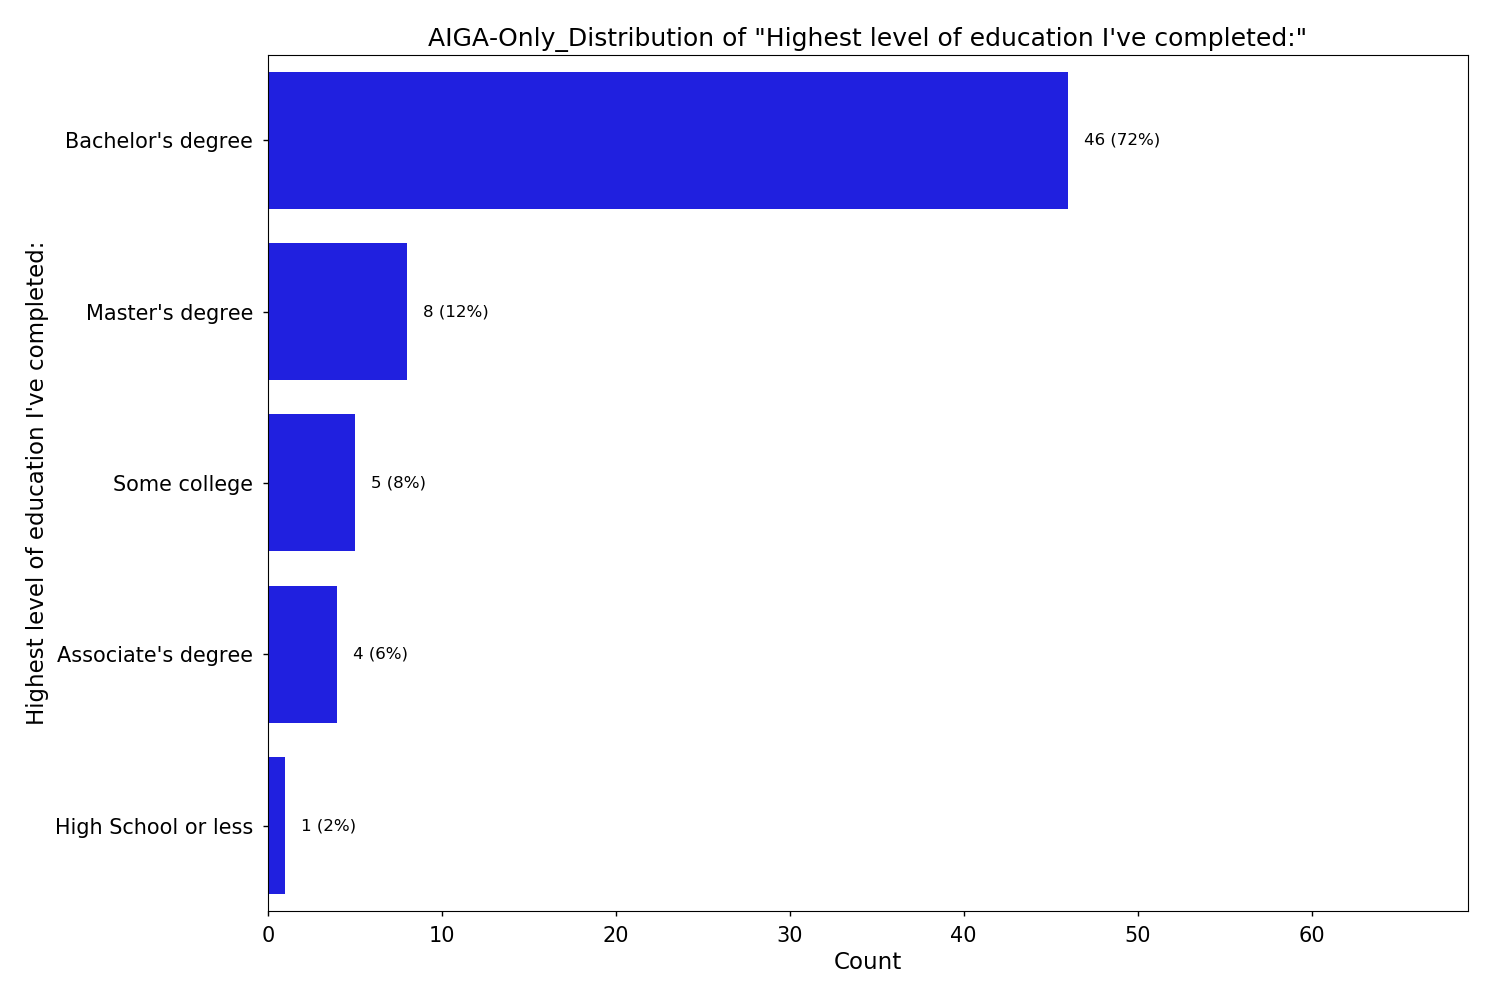 AIGA-Only_Distribution of "Highest level of education I've completed:"
Highest level of education I've completed:
Bachelor's degree
46 (72%)
Master's degree
8 (12%)
Some college
5 (8%)
Associate's degree
4 (6%)
High School or less
1 (2%)
0 10 20 30 40 50 60
Count